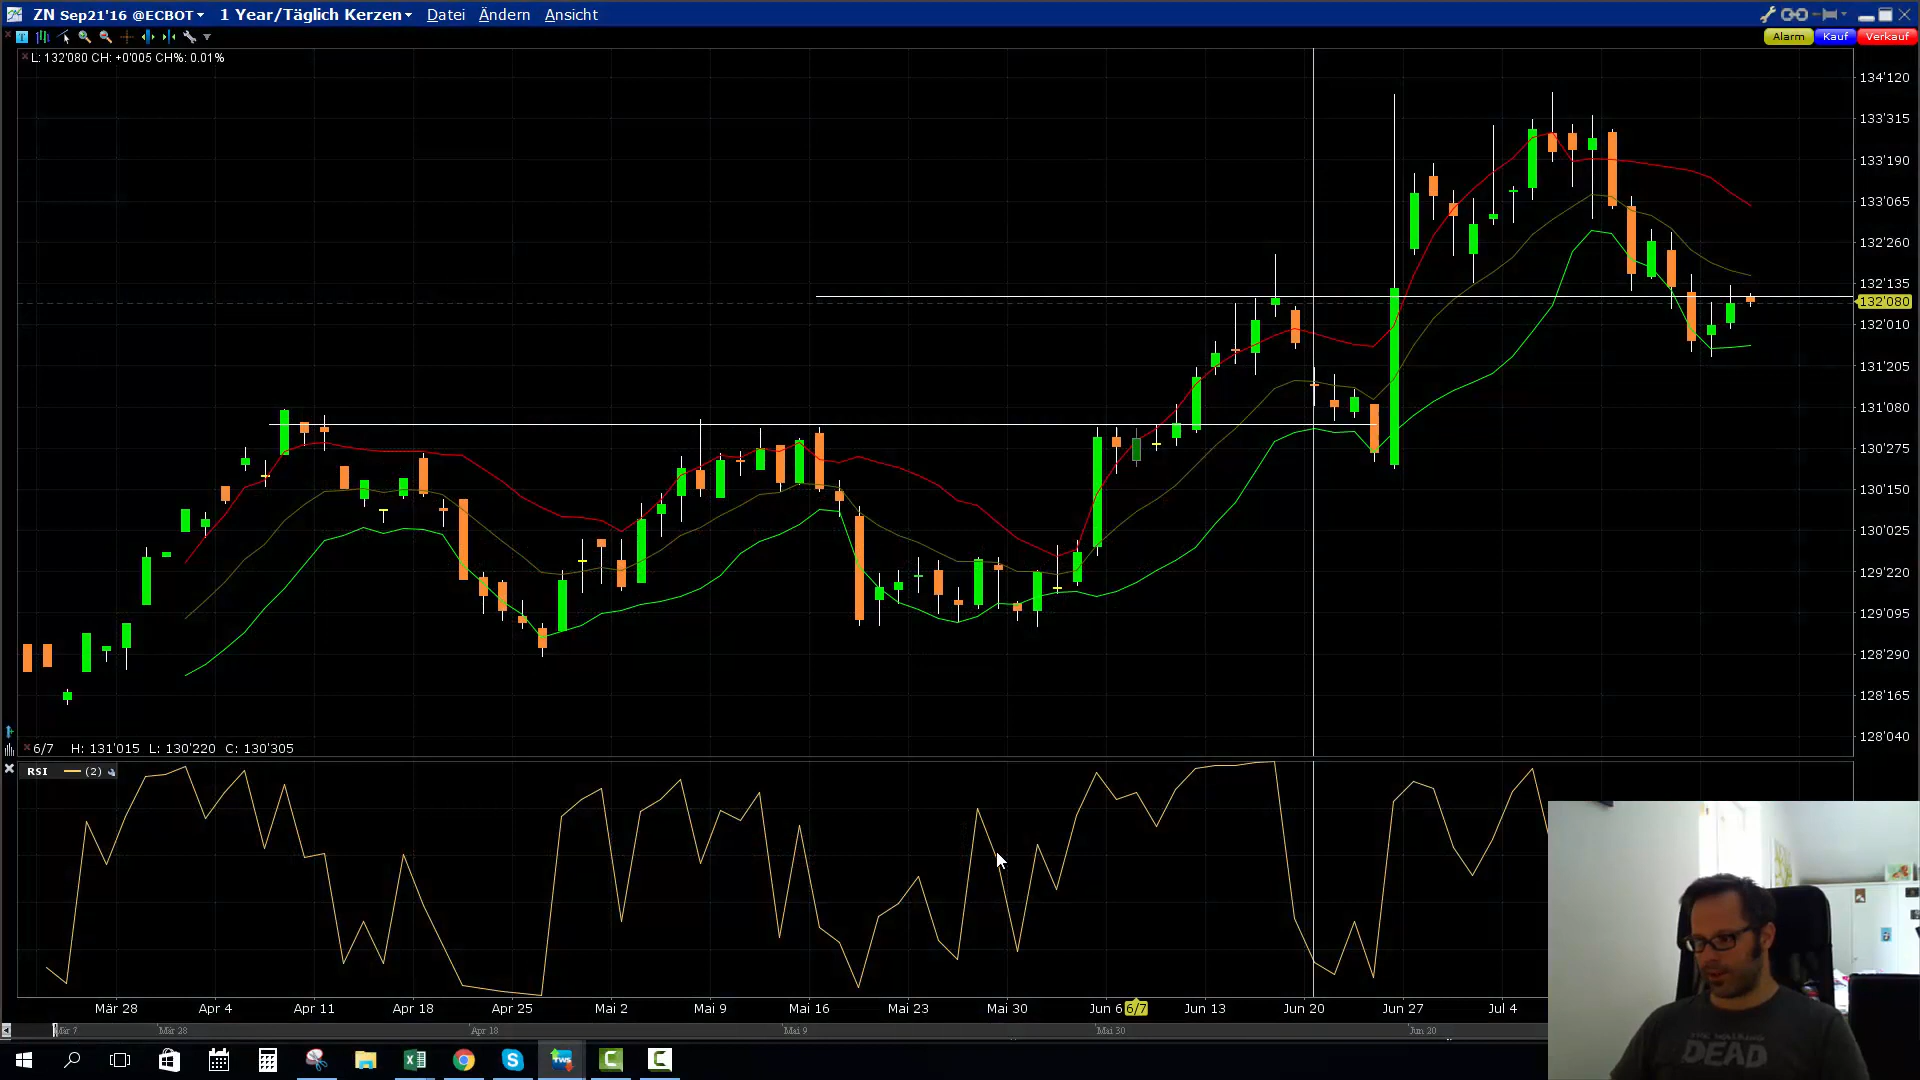 ZN Sep21'16 @ECBOT 1 Year/Täglich Kerzen Datei Ändern Ansicht
Alarm Kauf Verkauf
L: 132'080 CH: +0'005 CH%: 0.01%
134'120
133'315
133'190
133'065
132'260
132'135
132'080
132'010
131'205
131'080
130'275
130'150
130'025
129'220
129'095
128'290
128'165
128'040
6/7 H: 131'015 L: 130'220 C: 130'305
RSI (2)
Mär 28 Apr 4 Apr 11 Apr 18 Apr 25 Mai 2 Mai 9 Mai 16 Mai 23 Mai 30 Jun 6 6/7 Jun 13 Jun 20 Jun 27 Jul 4
Mär 7 Mär 28 Apr 18 Mai 9 Mai 30 Jun 20
TWS
THE WALKING
DEAD